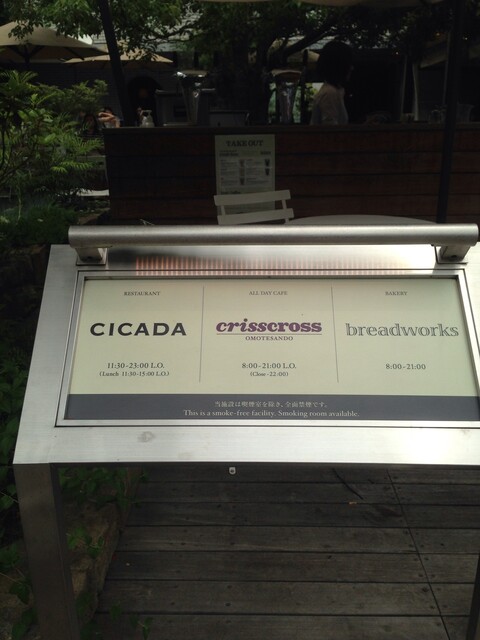 TAKE OUT
RESTAURANT
CICADA
11:30-23:00 L.O.
(Lunch 11:30-15:00 L.O.)
ALL DAY CAFE
crisscross
OMOTESANDO
8:00-21:00 L.O.
(Close -22:00)
BAKERY
breadworks
8:00-21:00
当施設は喫煙室を除き、全面禁煙です。
This is a smoke-free facility. Smoking room available.